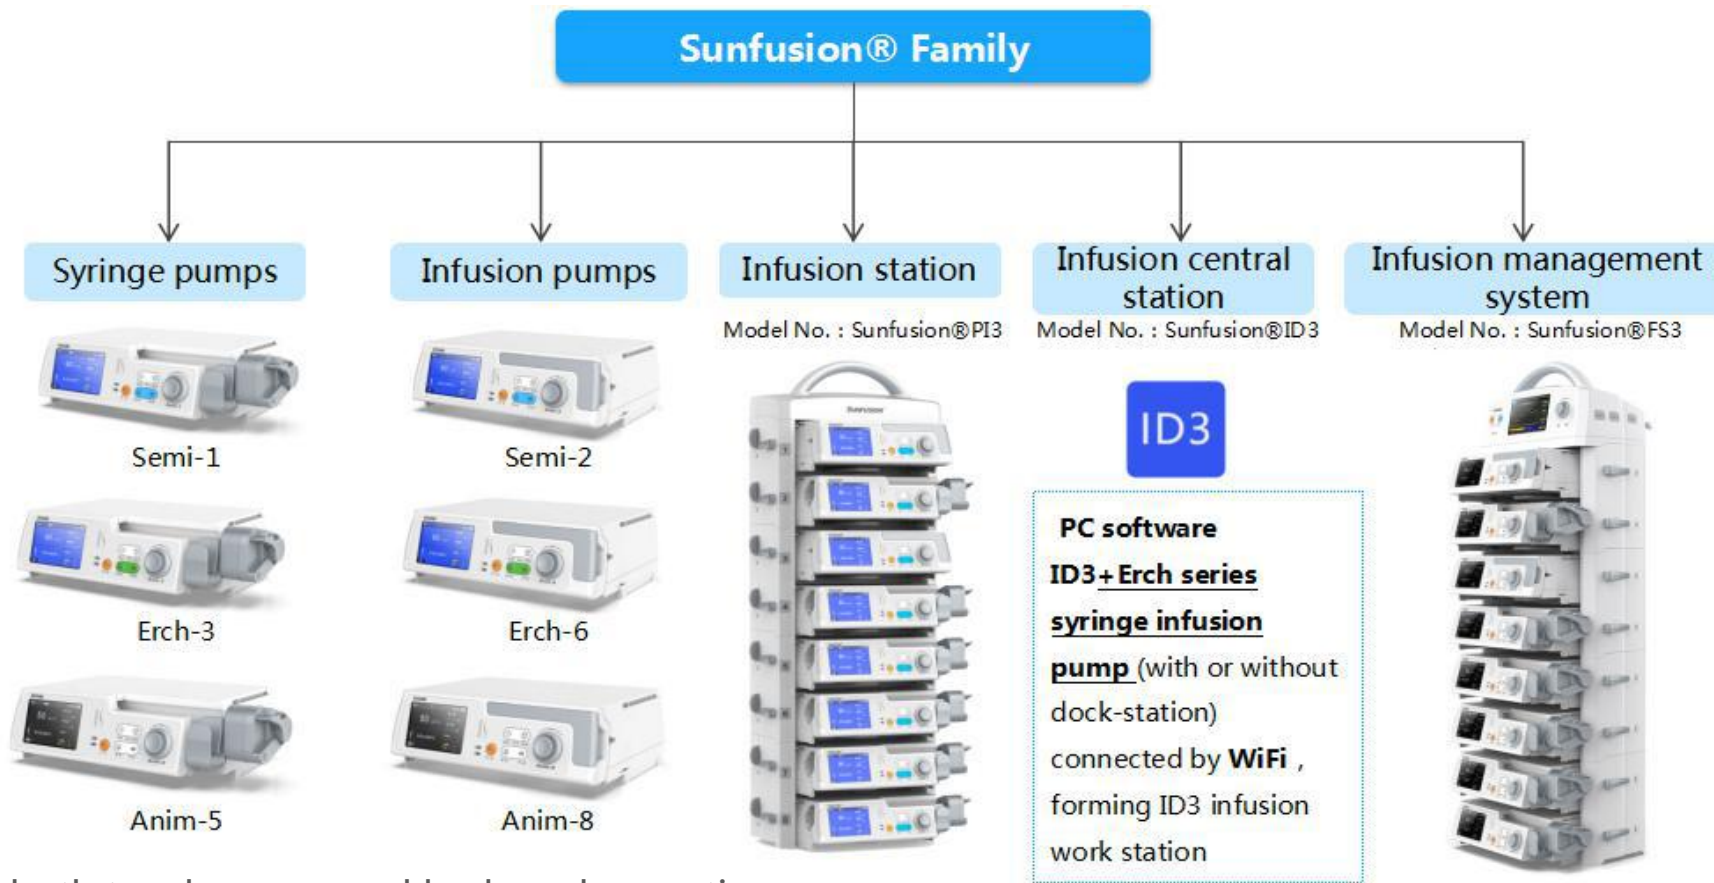 Sunfusion® Family
Syringe pumps
Infusion pumps
Infusion station
Infusion central
station
Infusion management
system
Model No. : Sunfusion®PI3
Model No. : Sunfusion®ID3
Model No. : Sunfusion®FS3
Semi-1
Semi-2
Erch-3
Erch-6
Anim-5
Anim-8
ID3
PC software
ID3+Erch series
syringe infusion
pump (with or without
dock-station)
connected by WiFi ,
forming ID3 infusion
work station